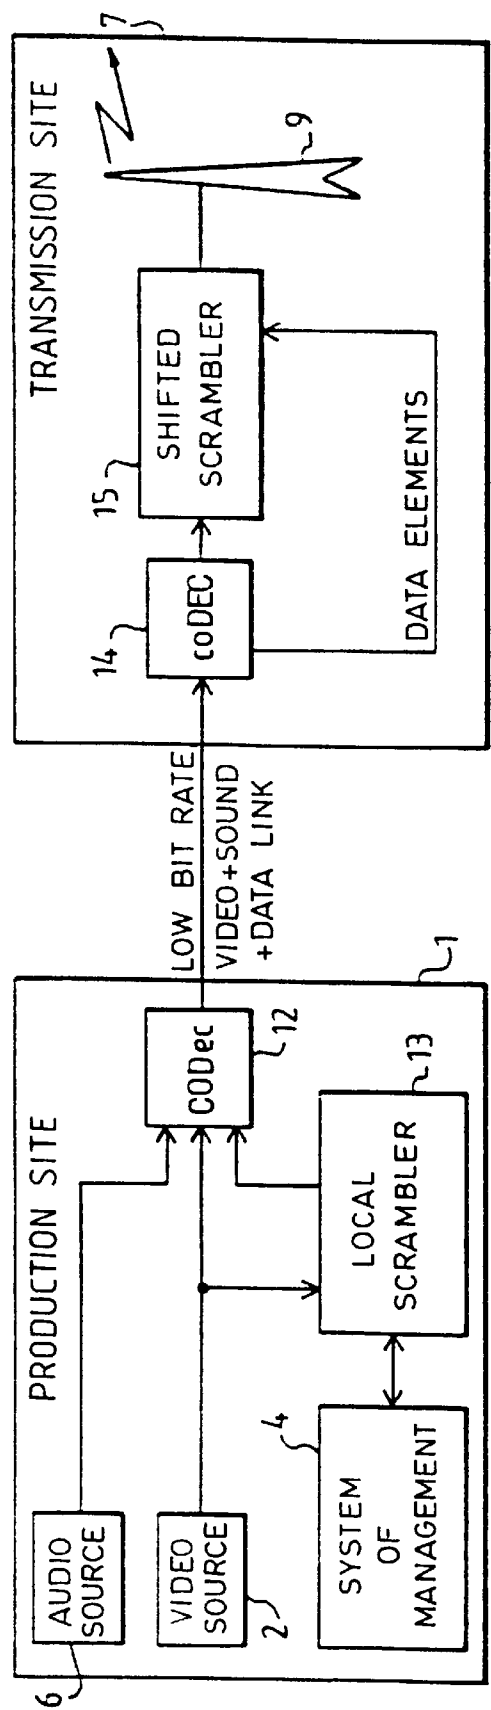 PRODUCTION SITE
6
AUDIO
SOURCE
VIDEO
SOURCE
2
SYSTEM
OF
MANAGEMENT
4
LOCAL
SCRAMBLER
13
CODec
12
1
LOW BIT RATE
VIDEO+SOUND
+DATA LINK
TRANSMISSION SITE
7
14
coDEC
15
SHIFTED
SCRAMBLER
DATA ELEMENTS
9